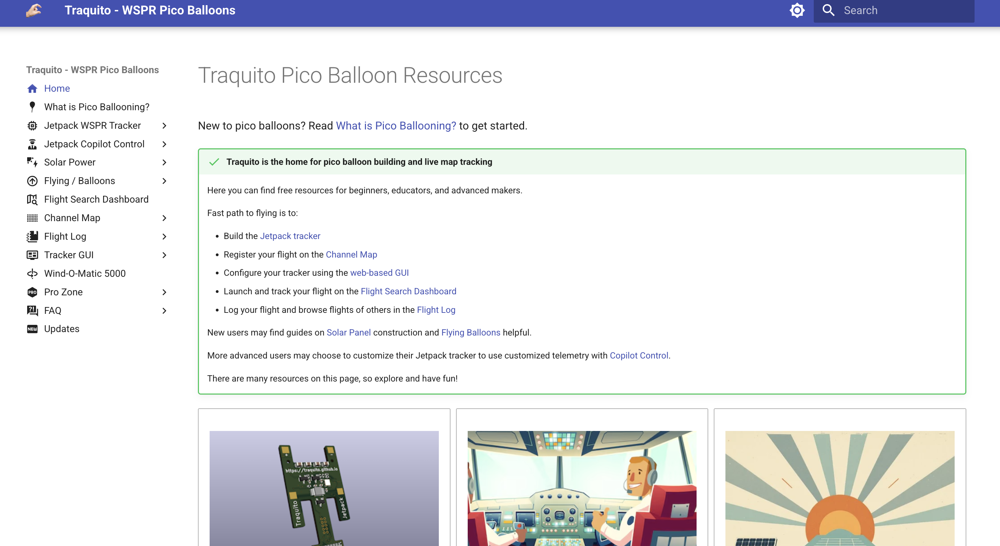 Traquito - WSPR Pico Balloons
Search
Traquito - WSPR Pico Balloons
Home
What is Pico Ballooning?
Jetpack WSPR Tracker
Jetpack Copilot Control
Solar Power
Flying / Balloons
Flight Search Dashboard
Channel Map
Flight Log
Tracker GUI
Wind-O-Matic 5000
PRO
Pro Zone
?!
FAQ
NEW
Updates
Traquito Pico Balloon Resources
New to pico balloons? Read What is Pico Ballooning? to get started.
Traquito is the home for pico balloon building and live map tracking
Here you can find free resources for beginners, educators, and advanced makers.
Fast path to flying is to:
• Build the Jetpack tracker
• Register your flight on the Channel Map
• Configure your tracker using the web-based GUI
• Launch and track your flight on the Flight Search Dashboard
• Log your flight and browse flights of others in the Flight Log
New users may find guides on Solar Panel construction and Flying Balloons helpful.
More advanced users may choose to customize their Jetpack tracker to use customized telemetry with Copilot Control.
There are many resources on this page, so explore and have fun!
+ -
https://traquito.github.io
Traquito
Jetpack